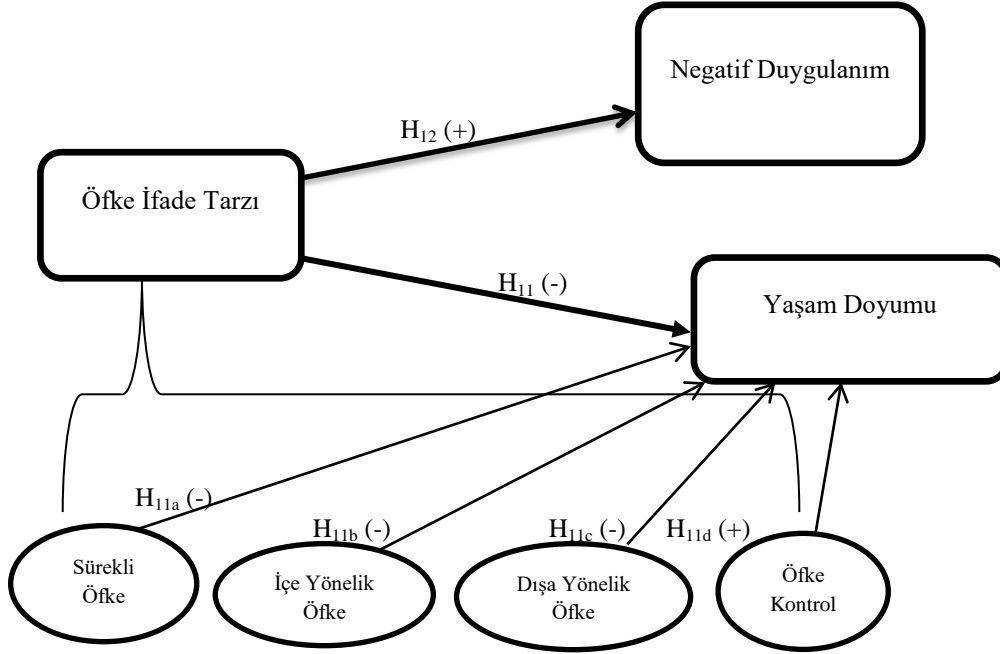 Negatif Duygulanım
H₁₂ (+)
Öfke İfade Tarzı
H₁₁ (-)
Yaşam Doyumu
H₁₁ₐ (-)
H₁₁b (-)
H₁₁c (-)
H₁₁d (+)
Sürekli
Öfke
İçe Yönelik
Öfke
Dışa Yönelik
Öfke
Öfke
Kontrol